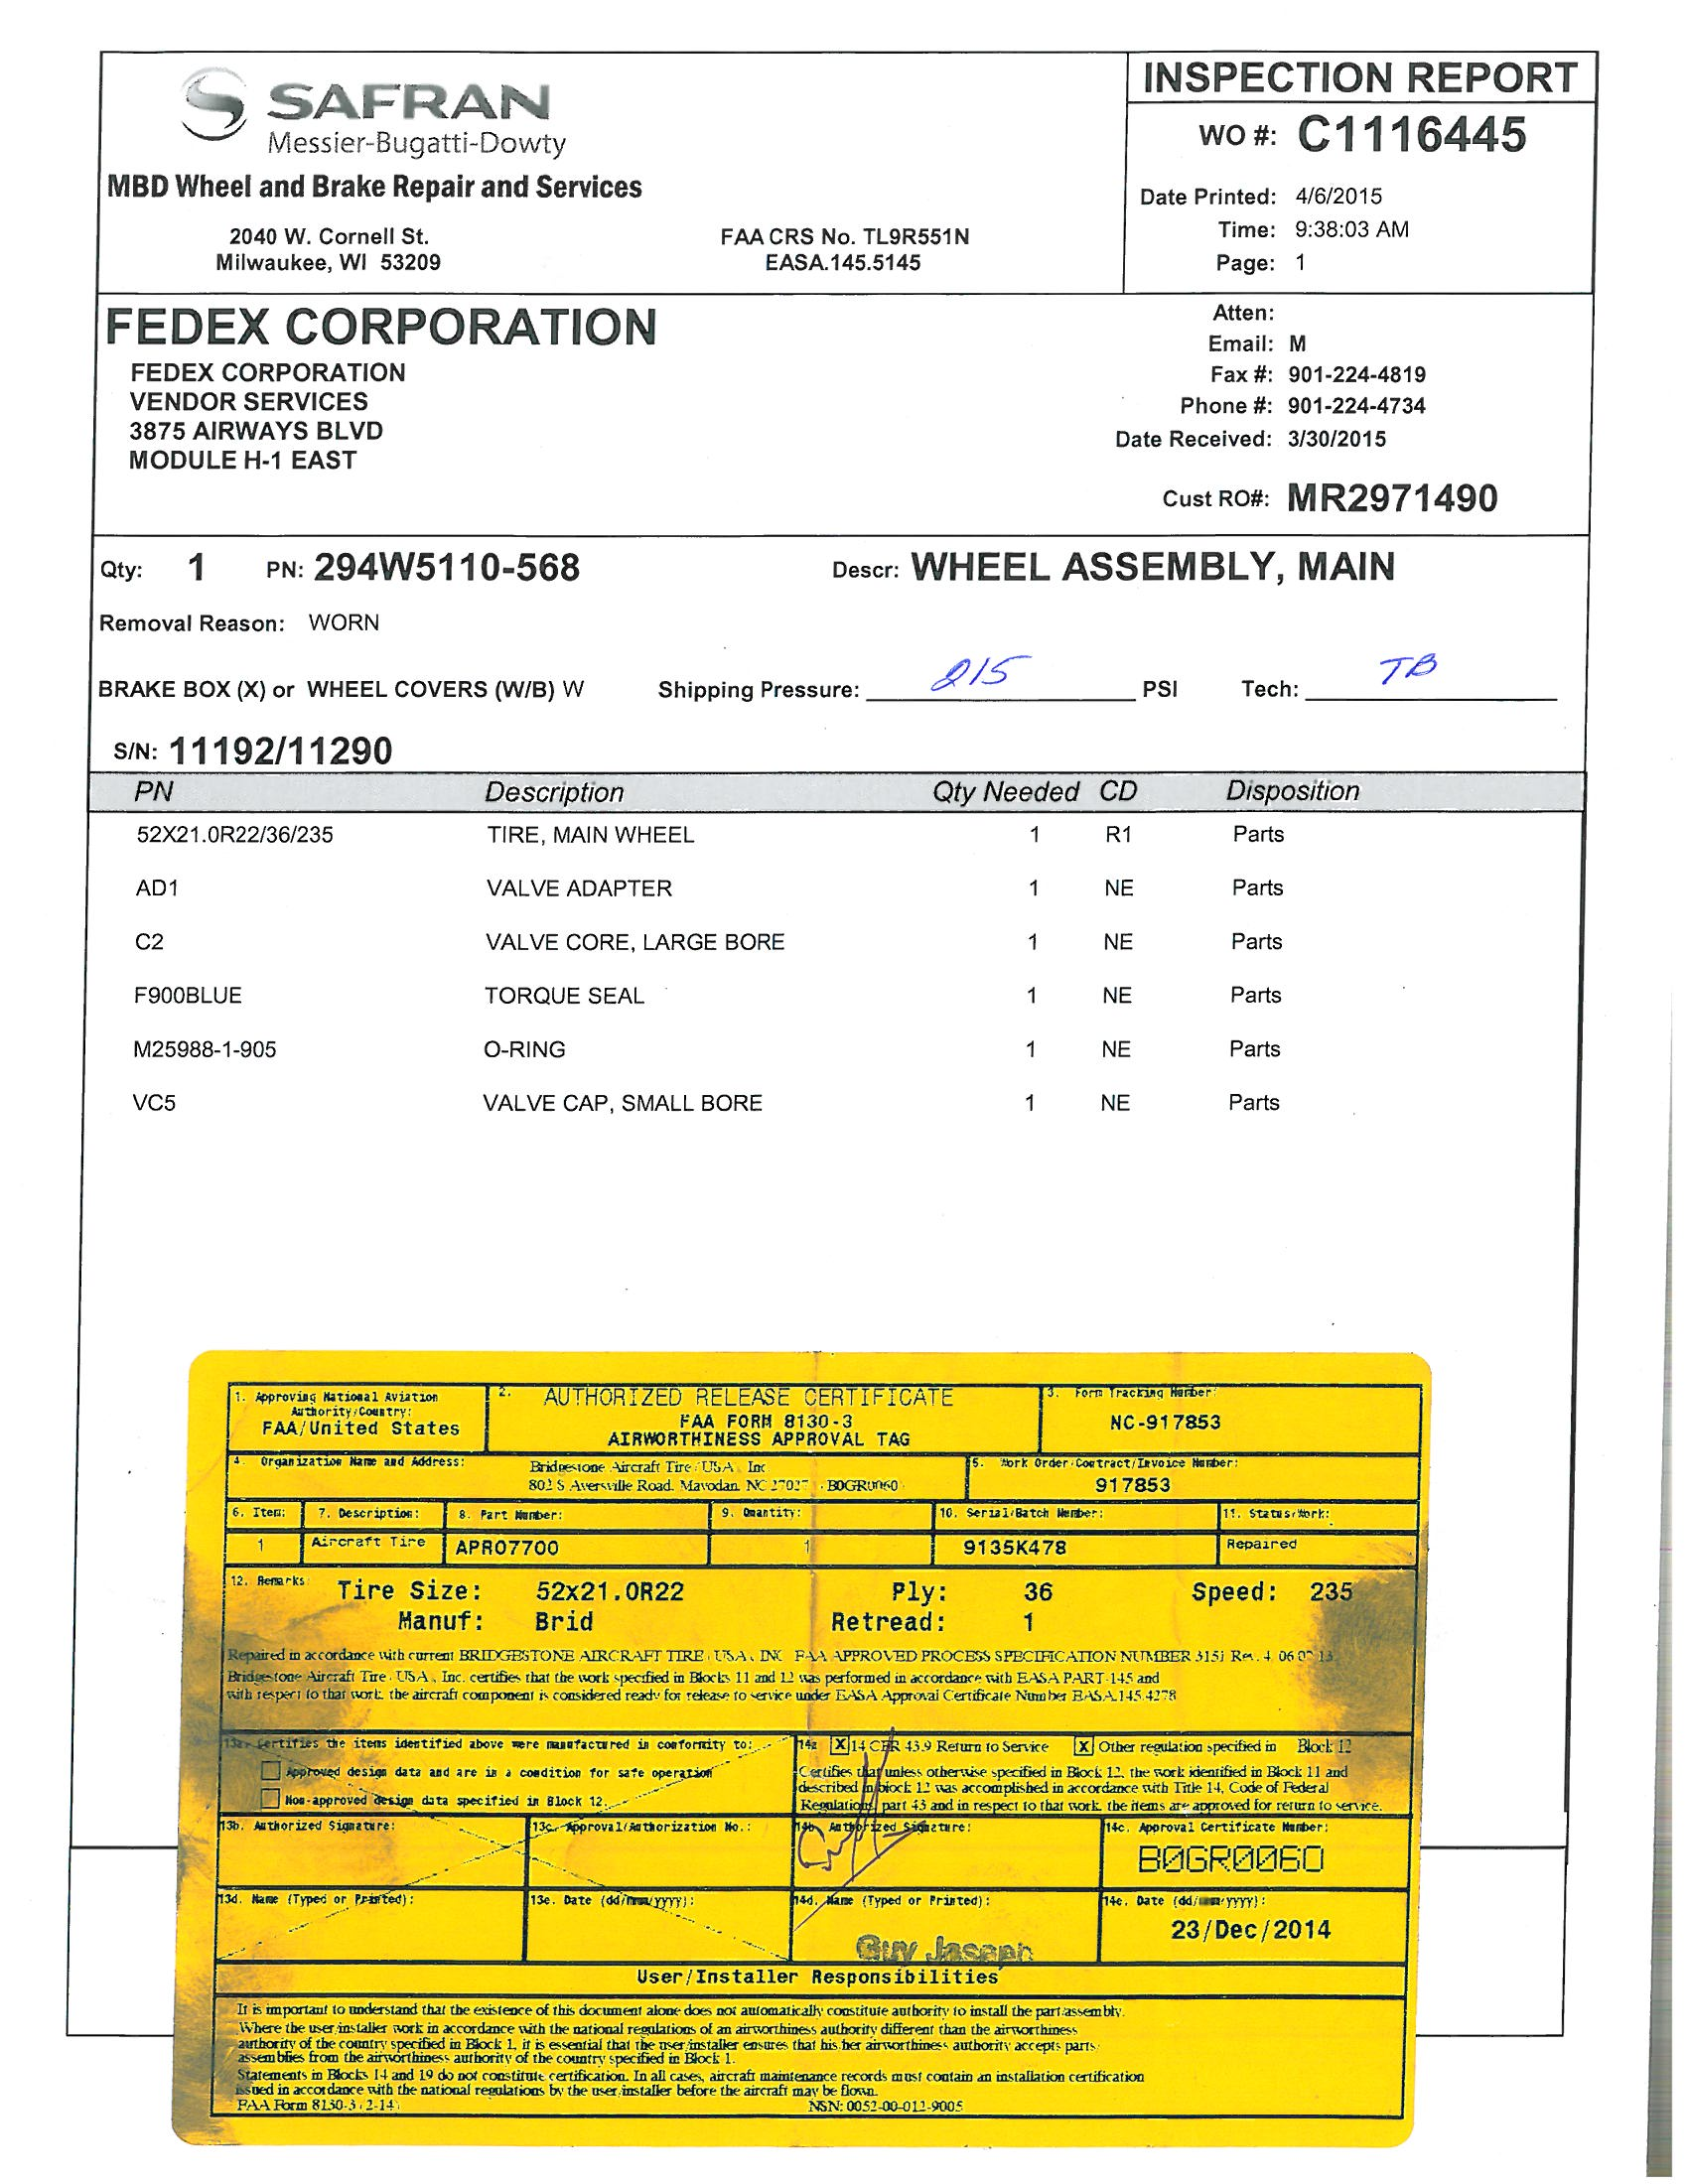 SAFRAN
Messier-Bugatti-Dowty
MBD Wheel and Brake Repair and Services
2040 W. Cornell St.
Milwaukee, WI 53209
FAA CRS No. TL9R551N
EASA.145.5145
INSPECTION REPORT
WO #: C1116445
Date Printed: 4/6/2015
Time: 9:38:03 AM
Page: 1
FEDEX CORPORATION
FEDEX CORPORATION
VENDOR SERVICES
3875 AIRWAYS BLVD
MODULE H-1 EAST
Atten:
Email: M
Fax #: 901-224-4819
Phone #: 901-224-4734
Date Received: 3/30/2015
Cust RO#: MR2971490
Qty: 1 PN: 294W5110-568 Descr: WHEEL ASSEMBLY, MAIN
Removal Reason: WORN
BRAKE BOX (X) or WHEEL COVERS (W/B) W Shipping Pressure: 215 PSI Tech: TB
S/N: 11192/11290
PN Description Qty Needed CD Disposition
52X21.0R22/36/235 TIRE, MAIN WHEEL 1 R1 Parts
AD1 VALVE ADAPTER 1 NE Parts
C2 VALVE CORE, LARGE BORE 1 NE Parts
F900BLUE TORQUE SEAL 1 NE Parts
M25988-1-905 O-RING 1 NE Parts
VC5 VALVE CAP, SMALL BORE 1 NE Parts
1. Approving National Aviation
Authority/Country:
FAA/United States
2. AUTHORIZED RELEASE CERTIFICATE
FAA FORM 8130-3
AIRWORTHINESS APPROVAL TAG
3. Form Tracking Number:
NC-917853
4. Organization Name and Address:
Bridgestone Aircraft Tire (USA), Inc
802 S Ayersville Road, Mayodan, NC 27027 - B0GR0060
5. Work Order/Contract/Invoice Number:
917853
6. Item: 7. Description: 8. Part Number: 9. Quantity: 10. Serial/Batch Number: 11. Status/Work:
1 Aircraft Tire APR07700 1 9135K478 Repaired
12. Remarks
Tire Size: 52x21.0R22 Ply: 36 Speed: 235
Manuf: Brid Retread: 1
Repaired in accordance with current BRIDGESTONE AIRCRAFT TIRE (USA), INC FAA APPROVED PROCESS SPECIFICATION NUMBER 3151 Rev. 4
Bridgestone Aircraft Tire (USA), Inc. certifies that the work specified in Blocks 11 and 12 was performed in accordance with EASA PART-145 and
with respect to that work, the aircraft component is considered ready for release to service under EASA Approval Certificate Number EASA.145.4278
13a. Certifies the items identified above were manufactured in conformity to:
Approved design data and are in a condition for safe operation
Non-approved design data specified in Block 12.
14a X 14 CFR 43.9 Return to Service X Other regulation specified in Block 12
Certifies that unless otherwise specified in Block 12, the work identified in Block 11 and
described in block 12 was accomplished in accordance with Title 14, Code of Federal
Regulations, part 43 and in respect to that work, the items are approved for return to service.
13b. Authorized Signature: 13c. Approval/Authorization No.: 14b. Authorized Signature: 14c. Approval Certificate Number:
B0GR0060
13d. Name (Typed or Printed): 13e. Date (dd/mmm/yyyy): 14d. Name (Typed or Printed): 14e. Date (dd/mmm/yyyy):
Guy Joseph 23/Dec/2014
User/Installer Responsibilities
It is important to understand that the existence of this document alone does not automatically constitute authority to install the part/assembly.
Where the user/installer work in accordance with the national regulations of an airworthiness authority different than the airworthiness
authority of the country specified in Block 1, it is essential that the user/installer ensures that his/her airworthiness authority accepts parts/
assemblies from the airworthiness authority of the country specified in Block 1.
Statements in Blocks 14 and 19 do not constitute certification. In all cases, aircraft maintenance records must contain an installation certification
issued in accordance with the national regulations by the user/installer before the aircraft may be flown.
FAA Form 8130-3 (2-14) NSN: 0052-00-012-9005